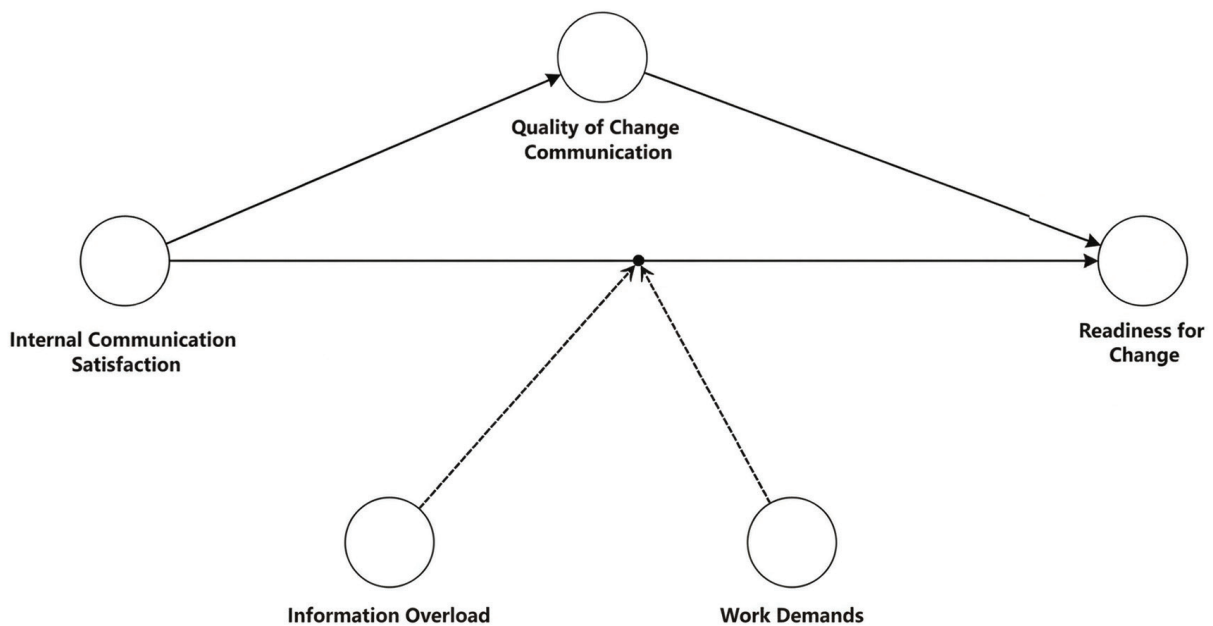 Quality of Change
Communication
Internal Communication
Satisfaction
Readiness for
Change
Information Overload
Work Demands